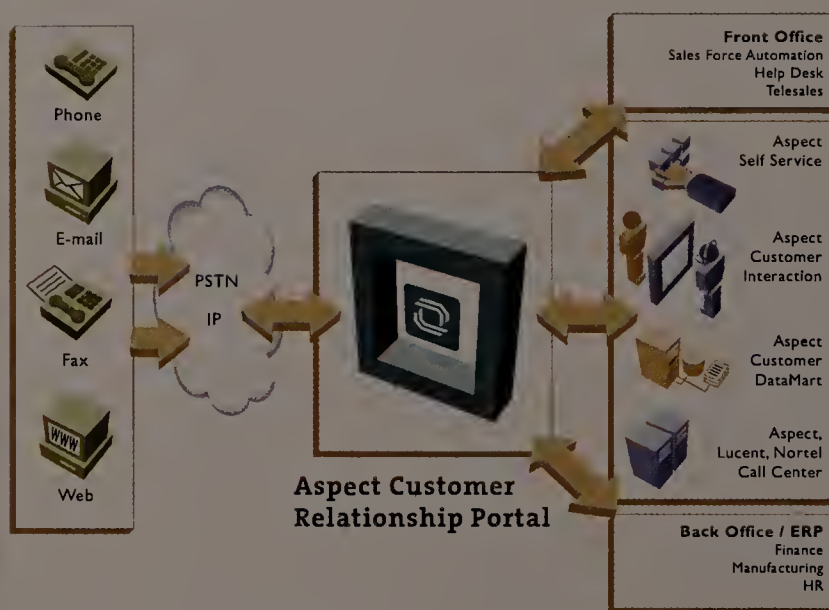 Phone
E-mail
Fax
WWW
Web
PSTN
IP
Aspect Customer
Relationship Portal
Front Office
Sales Force Automation
Help Desk
Telesales
Aspect
Self Service
Aspect
Customer
Interaction
Aspect
Customer
DataMart
Aspect,
Lucent, Nortel
Call Center
Back Office / ERP
Finance
Manufacturing
HR